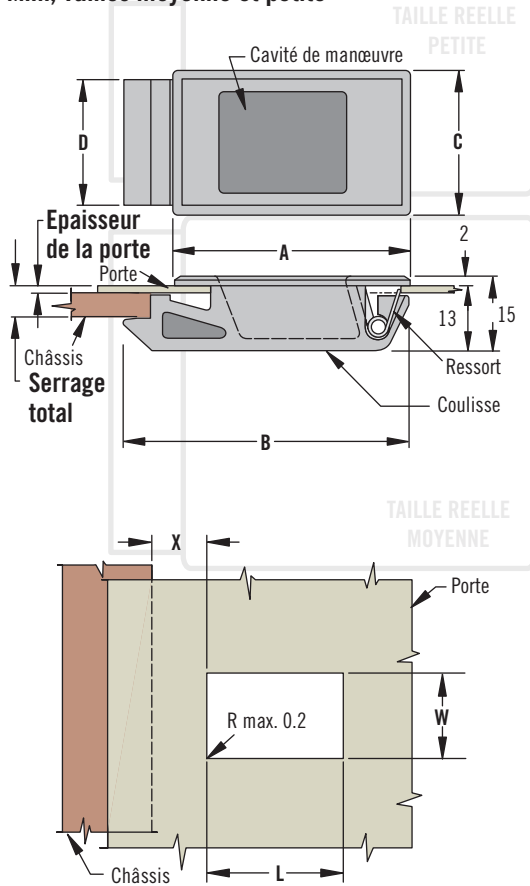 Mini, Tailles moyenne et petite
TAILLE REELLE
PETITE
Cavité de manœuvre
D
C
Epaisseur
de la porte
A
2
Porte
13
15
Châssis
Serrage
total
Ressort
Coulisse
B
TAILLE REELLE
MOYENNE
X
Porte
R max. 0.2
W
Châssis
L